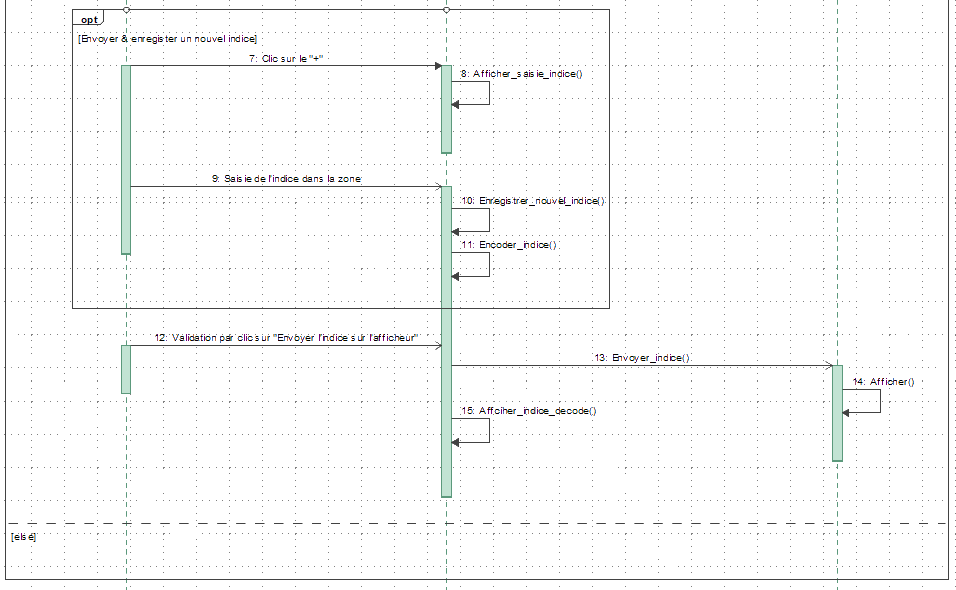 opt
[Envoyer & enregister un nouvel indice]
7: Clic sur le "+"
8: Afficher_saisie_indice()
9: Saisie de l'indice dans la zone
10: Enregistrer_nouvel_indice()
11: Encoder_indice()
12: Validation par clic sur "Envoyer l'indice sur l'afficheur"
13: Envoyer_indice()
14: Afficher()
15: Affciher_indice_decode()
[else]